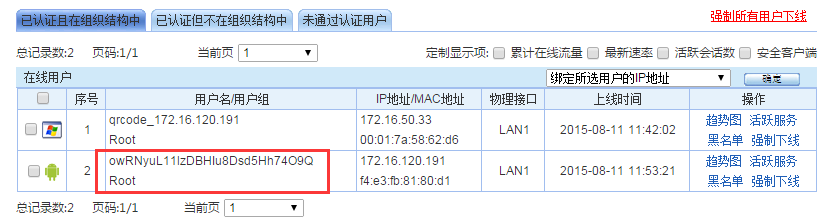 已认证且在组织结构中 已认证但不在组织结构中 未通过认证用户 强制所有用户下线
总记录数:2 页码:1/1 当前页 1 定制显示项: 累计在线流量 最新速率 活跃会话数 安全客户端
在线用户 绑定所选用户的IP地址 确定
序号 用户名/用户组 IP地址/MAC地址 物理接口 上线时间 操作
1 qrcode_172.16.120.191 172.16.50.33 LAN1 2015-08-11 11:42:02 趋势图 活跃服务
Root 00:01:7a:58:62:d6 黑名单 强制下线
2 owRNyuL11lzDBHIu8Dsd5Hh74O9Q 172.16.120.191 LAN1 2015-08-11 11:53:21 趋势图 活跃服务
Root f4:e3:fb:81:80:d1 黑名单 强制下线
总记录数:2 页码:1/1 当前页 1